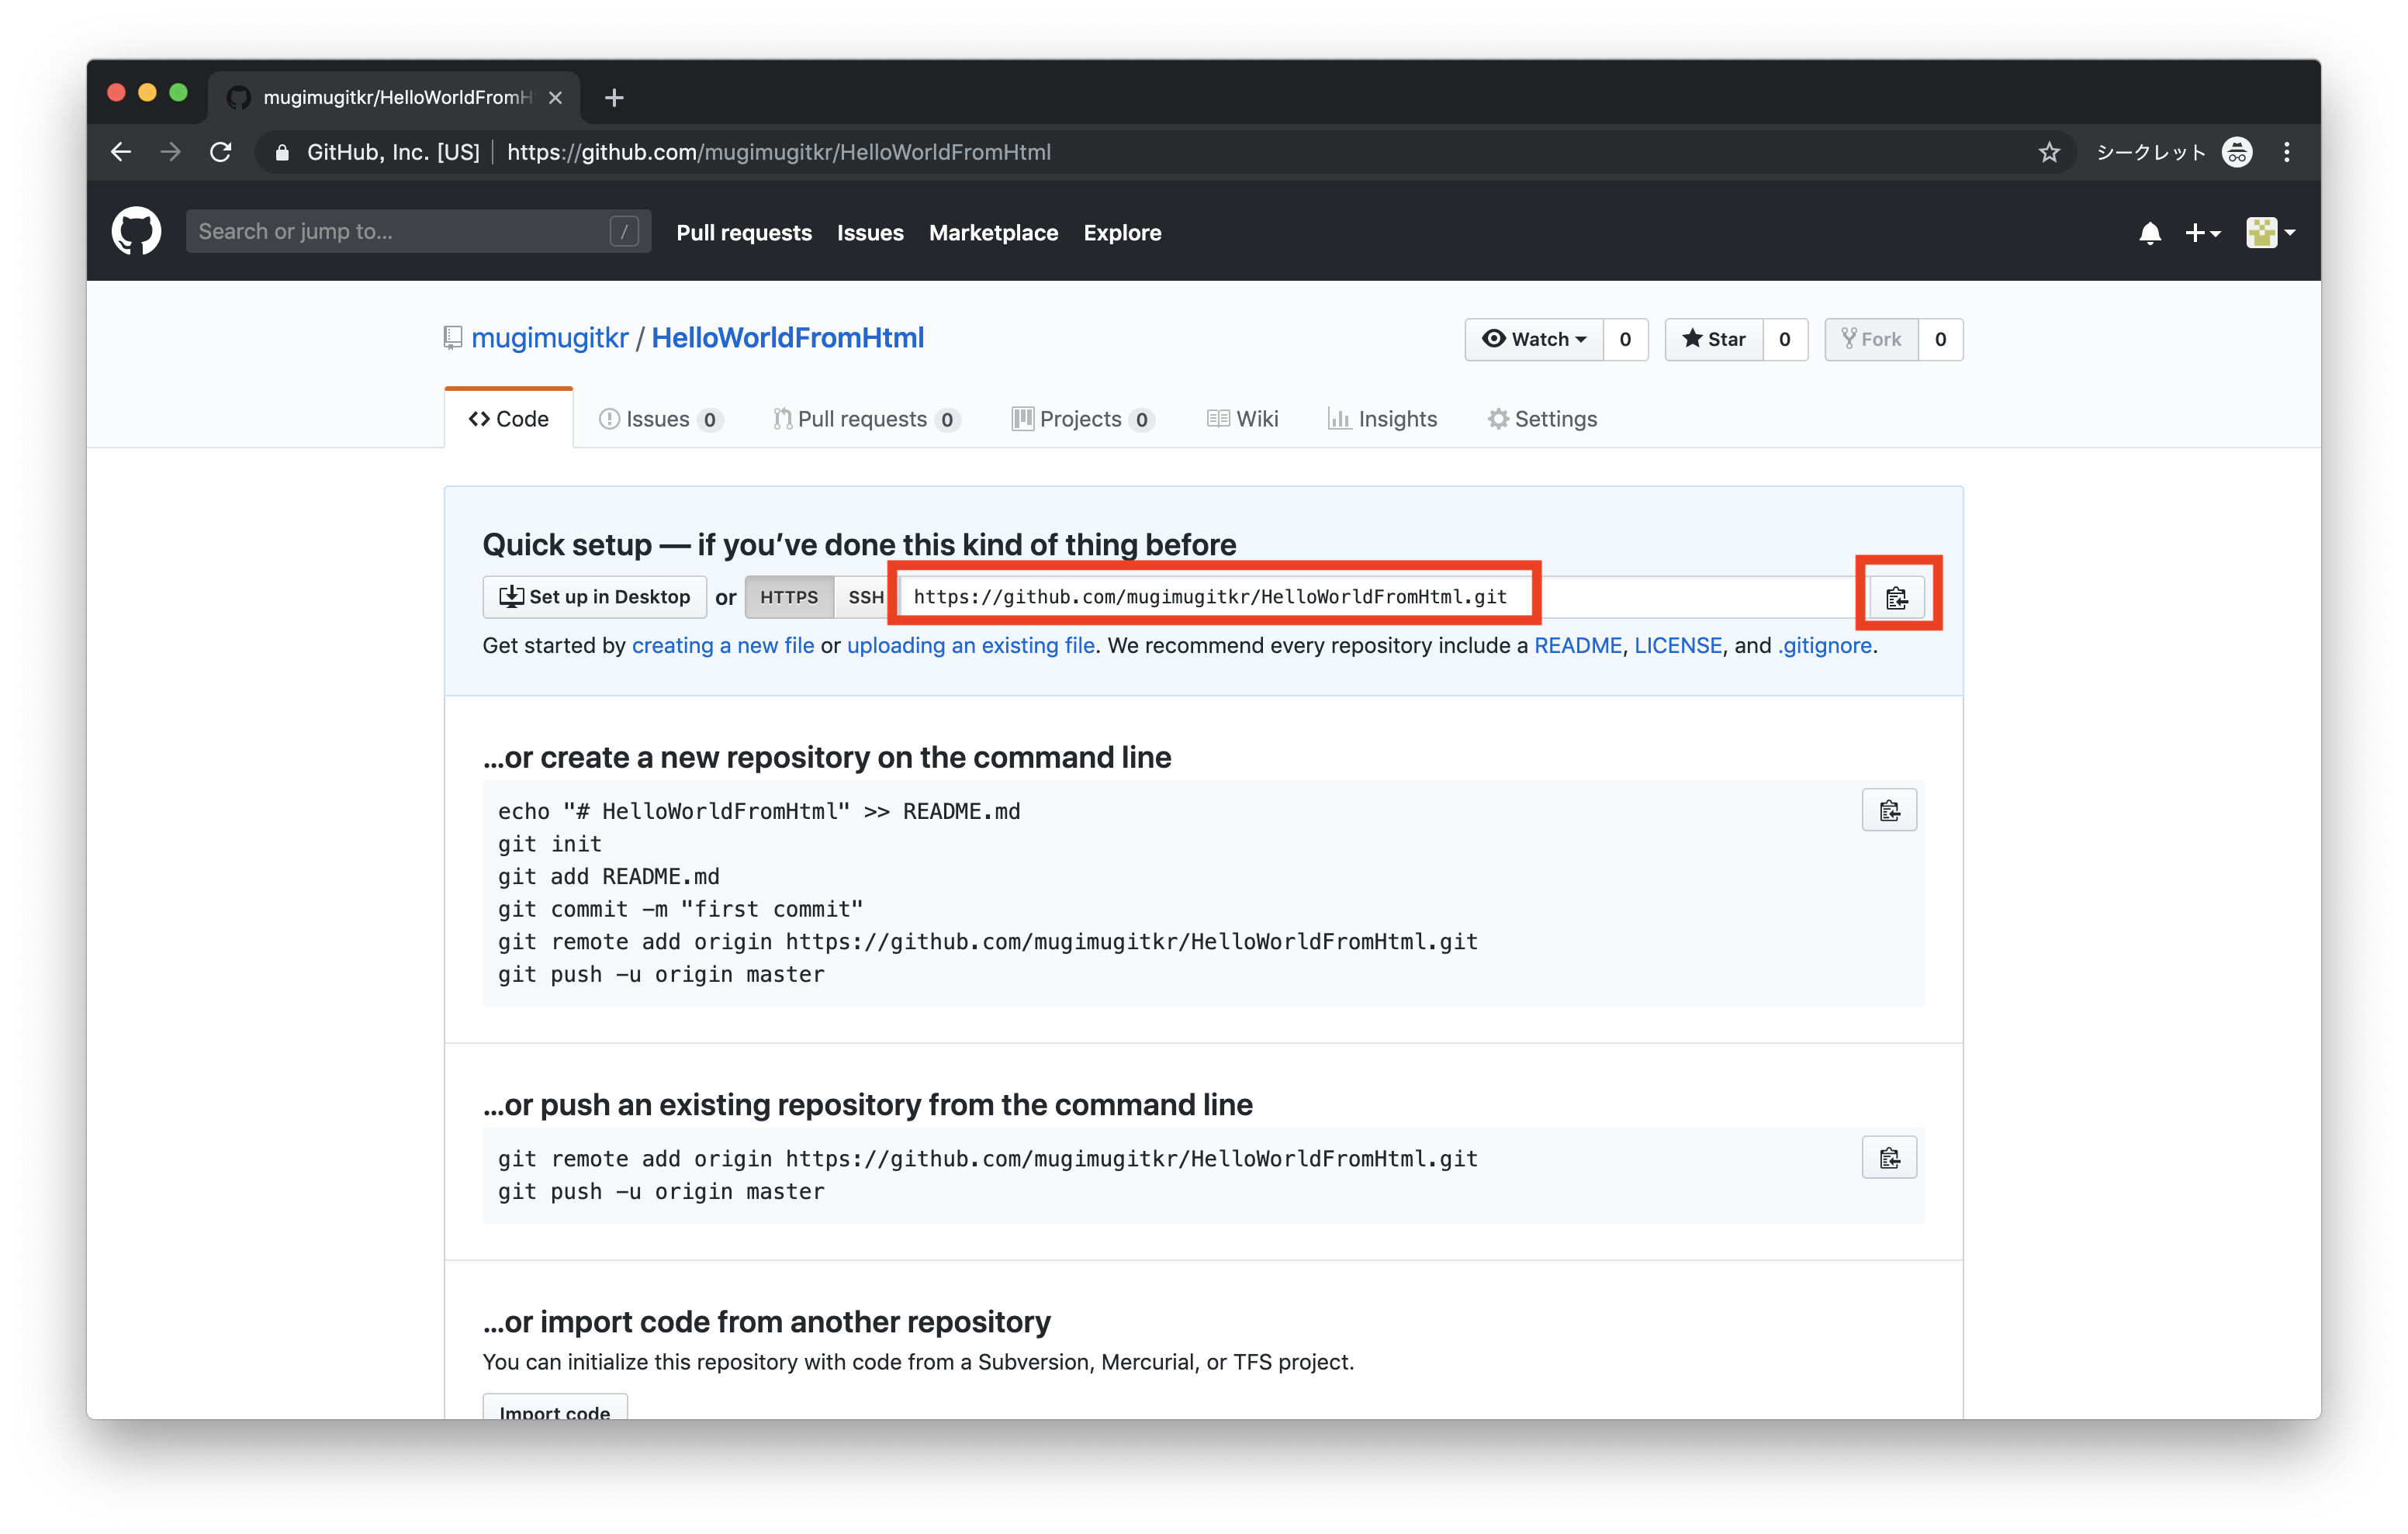 mugimugitkr/HelloWorldFromH
GitHub, Inc. [US] https://github.com/mugimugitkr/HelloWorldFromHtml シークレット
Search or jump to... / Pull requests Issues Marketplace Explore
mugimugitkr / HelloWorldFromHtml Watch 0 Star 0 Fork 0
Code Issues 0 Pull requests 0 Projects 0 Wiki Insights Settings
Quick setup — if you’ve done this kind of thing before
Set up in Desktop or HTTPS SSH https://github.com/mugimugitkr/HelloWorldFromHtml.git
Get started by creating a new file or uploading an existing file. We recommend every repository include a README, LICENSE, and .gitignore.
…or create a new repository on the command line
echo "# HelloWorldFromHtml" >> README.md
git init
git add README.md
git commit -m "first commit"
git remote add origin https://github.com/mugimugitkr/HelloWorldFromHtml.git
git push -u origin master
…or push an existing repository from the command line
git remote add origin https://github.com/mugimugitkr/HelloWorldFromHtml.git
git push -u origin master
…or import code from another repository
You can initialize this repository with code from a Subversion, Mercurial, or TFS project.
Import code